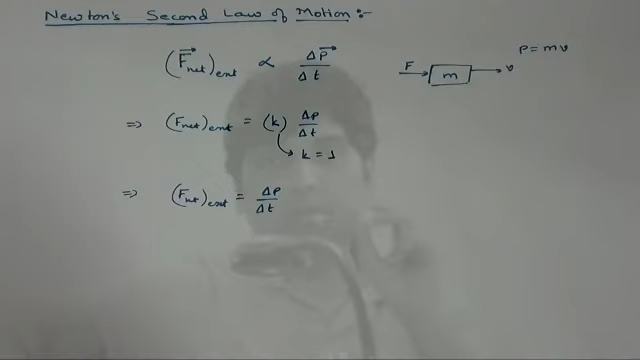 Newton's Second Law of Motion :-
(F⃗net)ext ∝ ΔP⃗/Δt
F m v P = mv
⇒ (Fnet)ext = (k) ΔP/Δt
k = 1
⇒ (Fnet)ext = ΔP/Δt